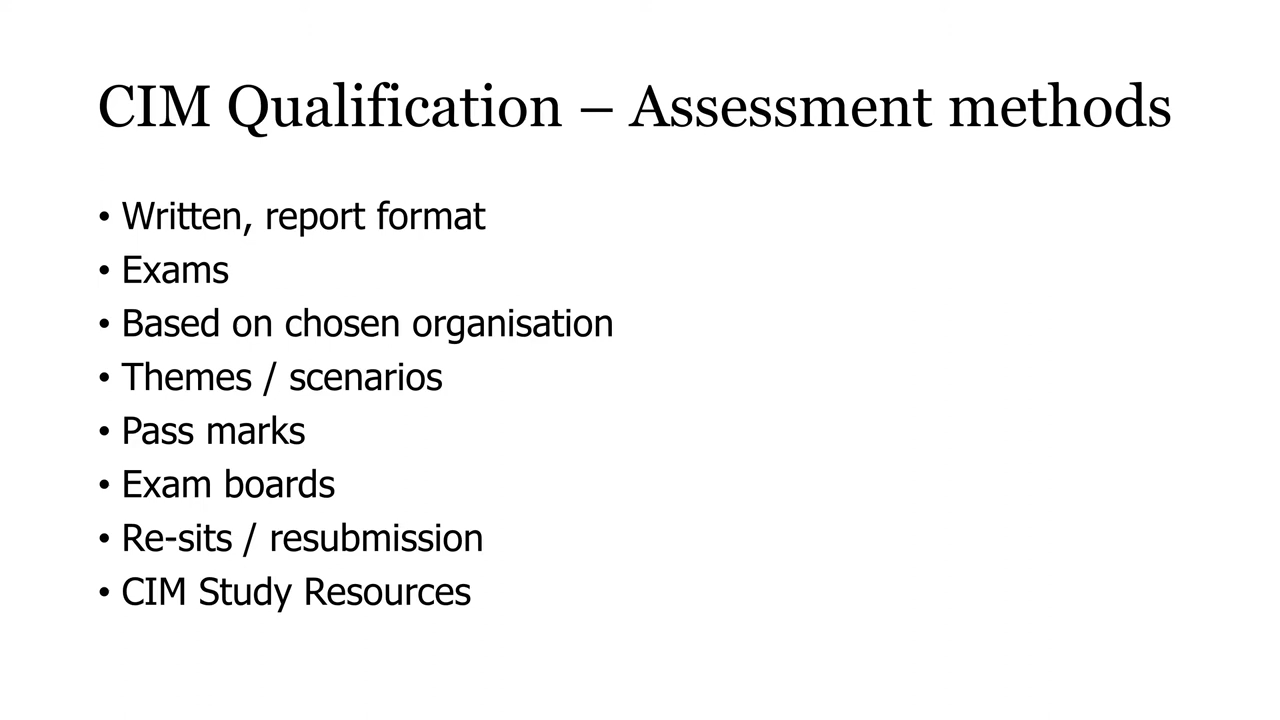 CIM Qualification – Assessment methods
• Written, report format
• Exams
• Based on chosen organisation
• Themes / scenarios
• Pass marks
• Exam boards
• Re-sits / resubmission
• CIM Study Resources